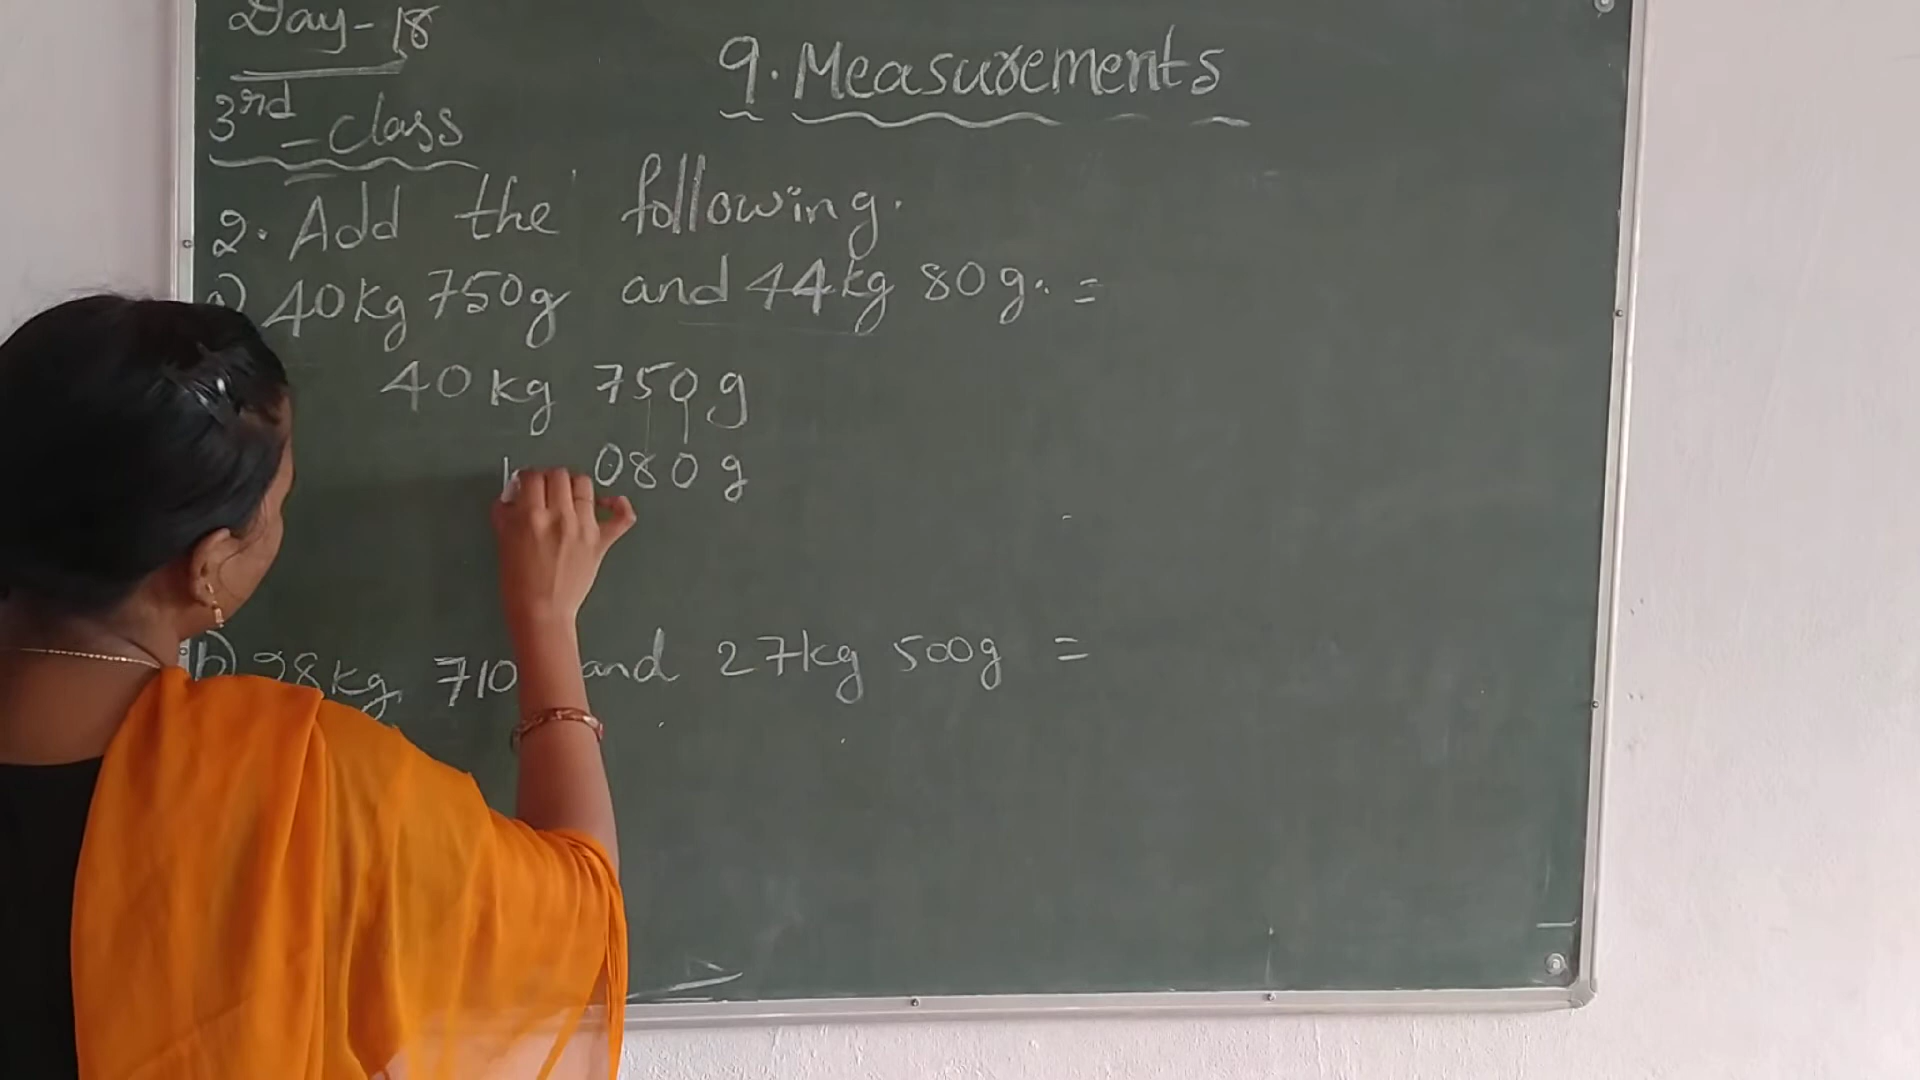 Day-18
9. Measurements
3rd - class
2. Add the following.
a) 40kg 750g and 44kg 80g. =
40 kg 750 g
080 g
b) 98kg 710 and 27kg 500g =